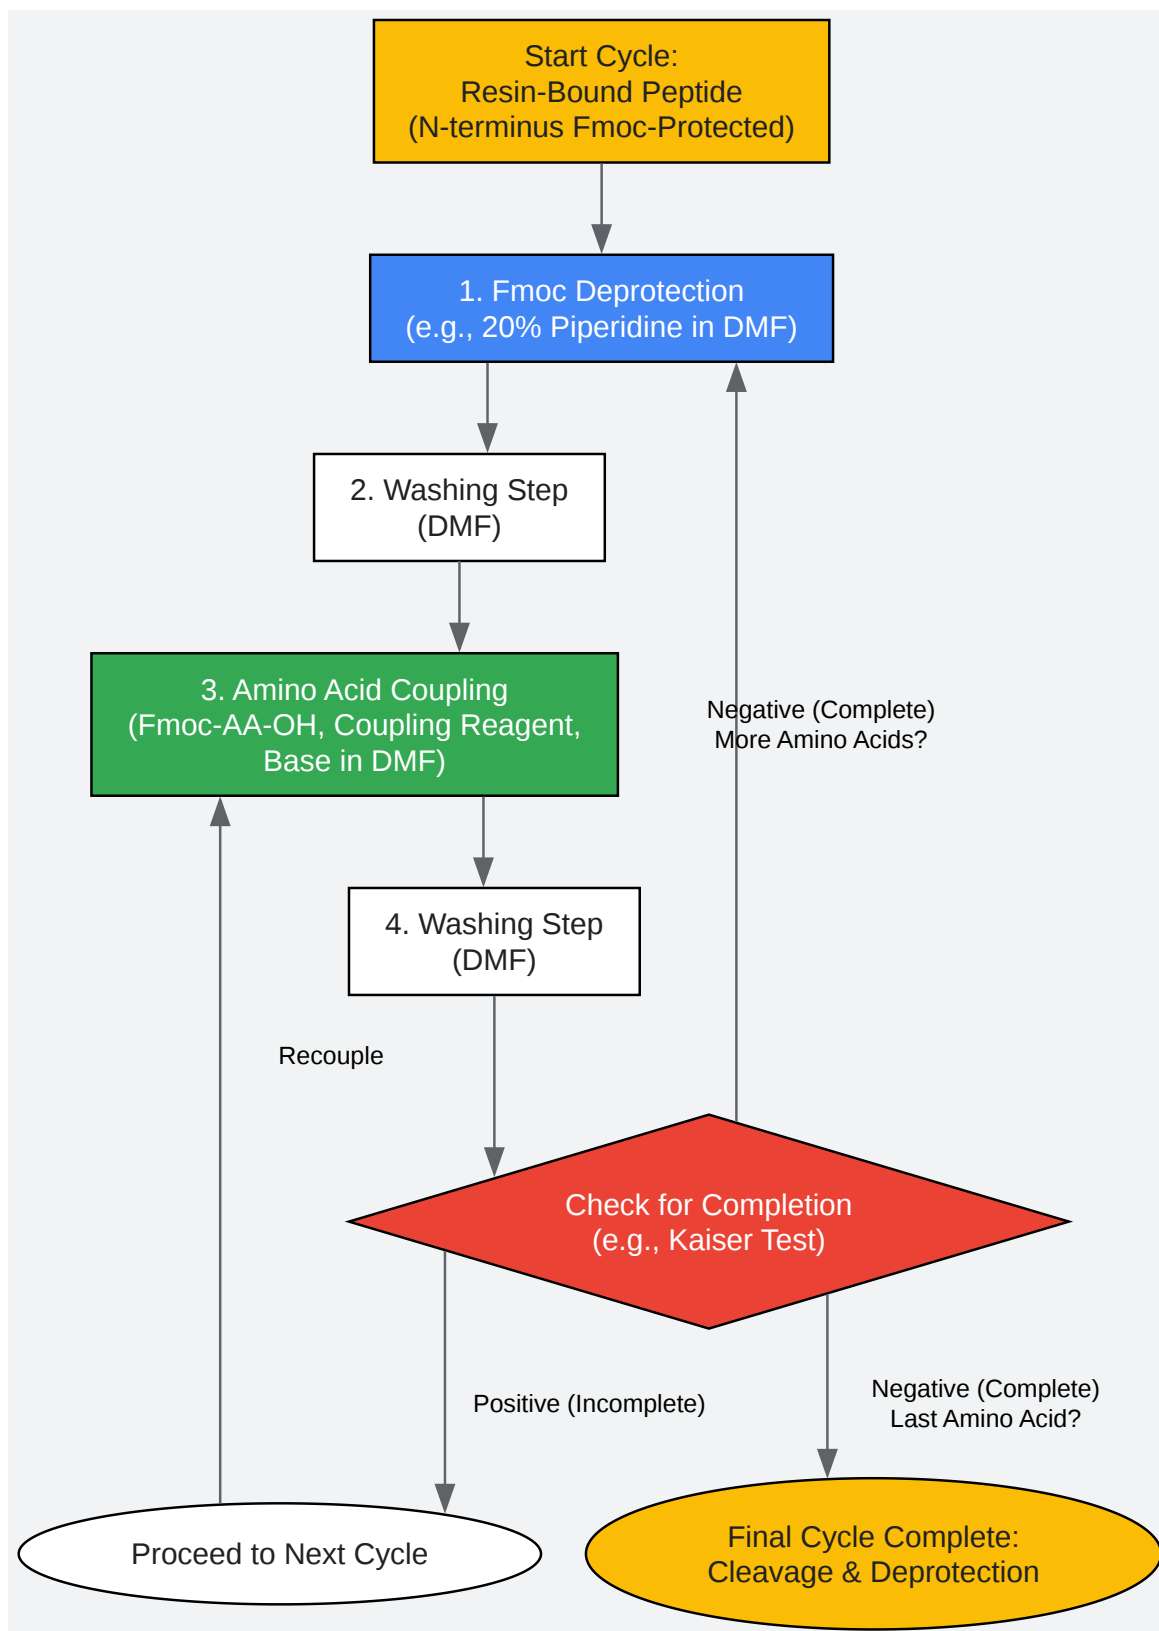 Start Cycle:
Resin-Bound Peptide
(N-terminus Fmoc-Protected)
1. Fmoc Deprotection
(e.g., 20% Piperidine in DMF)
2. Washing Step
(DMF)
3. Amino Acid Coupling
(Fmoc-AA-OH, Coupling Reagent,
Base in DMF)
Negative (Complete)
More Amino Acids?
4. Washing Step
(DMF)
Recouple
Check for Completion
(e.g., Kaiser Test)
Positive (Incomplete)
Negative (Complete)
Last Amino Acid?
Proceed to Next Cycle
Final Cycle Complete:
Cleavage & Deprotection